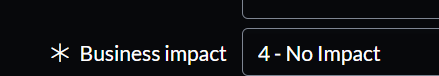 ✳ Business impact 4 - No Impact